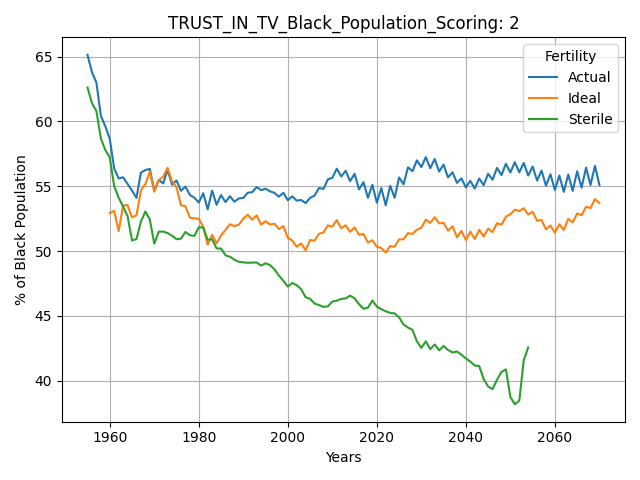 TRUST_IN_TV_Black_Population_Scoring: 2
% of Black Population
65
60
55
50
45
40
Fertility
Actual
Ideal
Sterile
1960 1980 2000 2020 2040 2060
Years